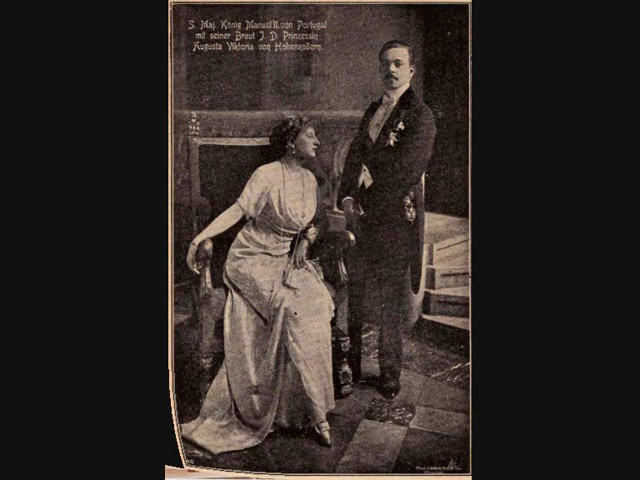 S. Maj. König Manuel II. von Portugal
mit seiner Braut J. D. Prinzessin
Augusta Viktoria von Hohenzollern.